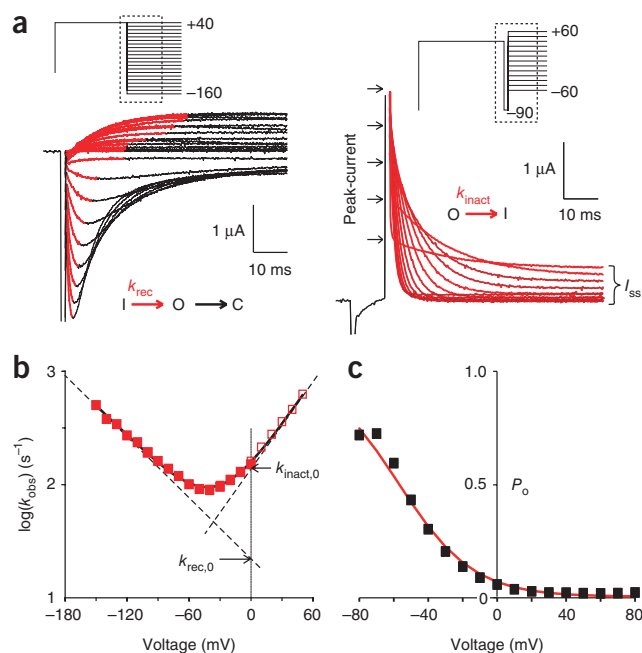 a
+40
−160
1 μA
10 ms
k_rec
I → O → C
+60
−60
−90
Peak-current
1 μA
10 ms
k_inact
O → I
I_ss
b
log(k_obs) (s⁻¹)
3
2
1
k_inact,0
k_rec,0
−180
−120
−60
0
60
Voltage (mV)
c
1.0
0.5
P_o
0
−80
−40
0
40
80
Voltage (mV)